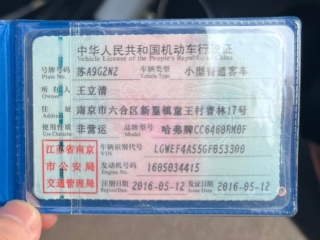 中华人民共和国机动车行驶证
Vehicle License of the People's Republic of China
号牌号码 苏A9G2N2 车辆类型 小型普通客车
Plate No. Vehicle Type
所有人 王立清
住址 南京市六合区新篁镇童王村曹林17号
使用性质 非营运 品牌型号 哈弗牌CC6460RM0F
Use Character
江苏省南京市公安局交通管理局
车辆识别代号 LGWEF4A55GF053300
VIN
发动机号码 1605034415
Engine No.
注册日期 2016-05-12 发证日期 2016-05-12